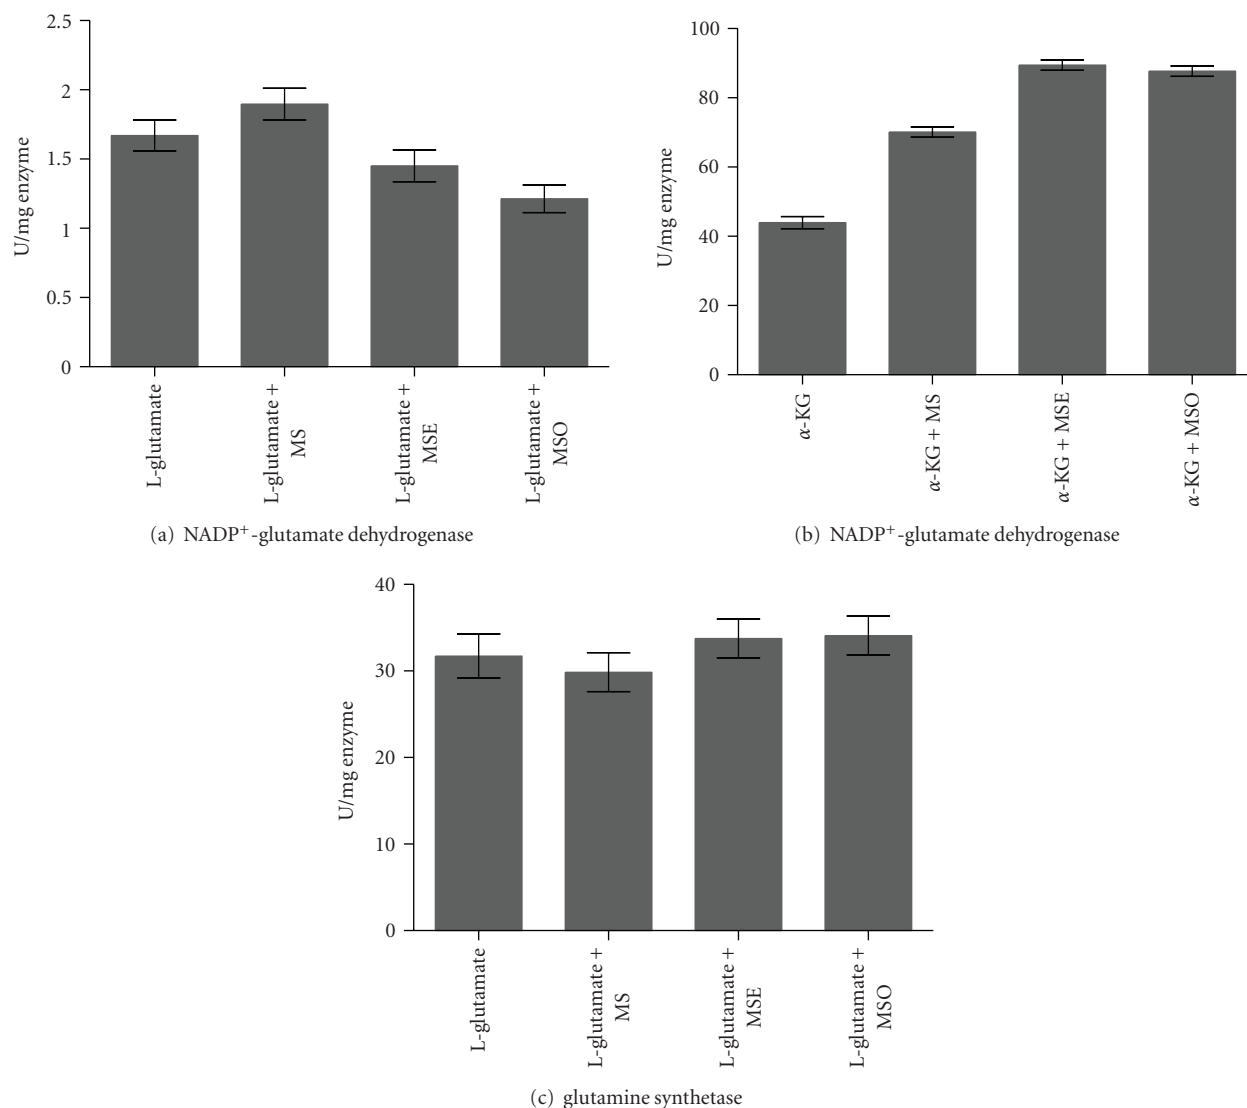 2.5
2
1.5
1
0.5
0
U/mg enzyme
L-glutamate
L-glutamate +
MS
L-glutamate +
MSE
L-glutamate +
MSO
(a) NADP⁺-glutamate dehydrogenase
100
80
60
40
20
0
U/mg enzyme
α-KG
α-KG + MS
α-KG + MSE
α-KG + MSO
(b) NADP⁺-glutamate dehydrogenase
40
30
20
10
0
U/mg enzyme
L-glutamate
L-glutamate +
MS
L-glutamate +
MSE
L-glutamate +
MSO
(c) glutamine synthetase